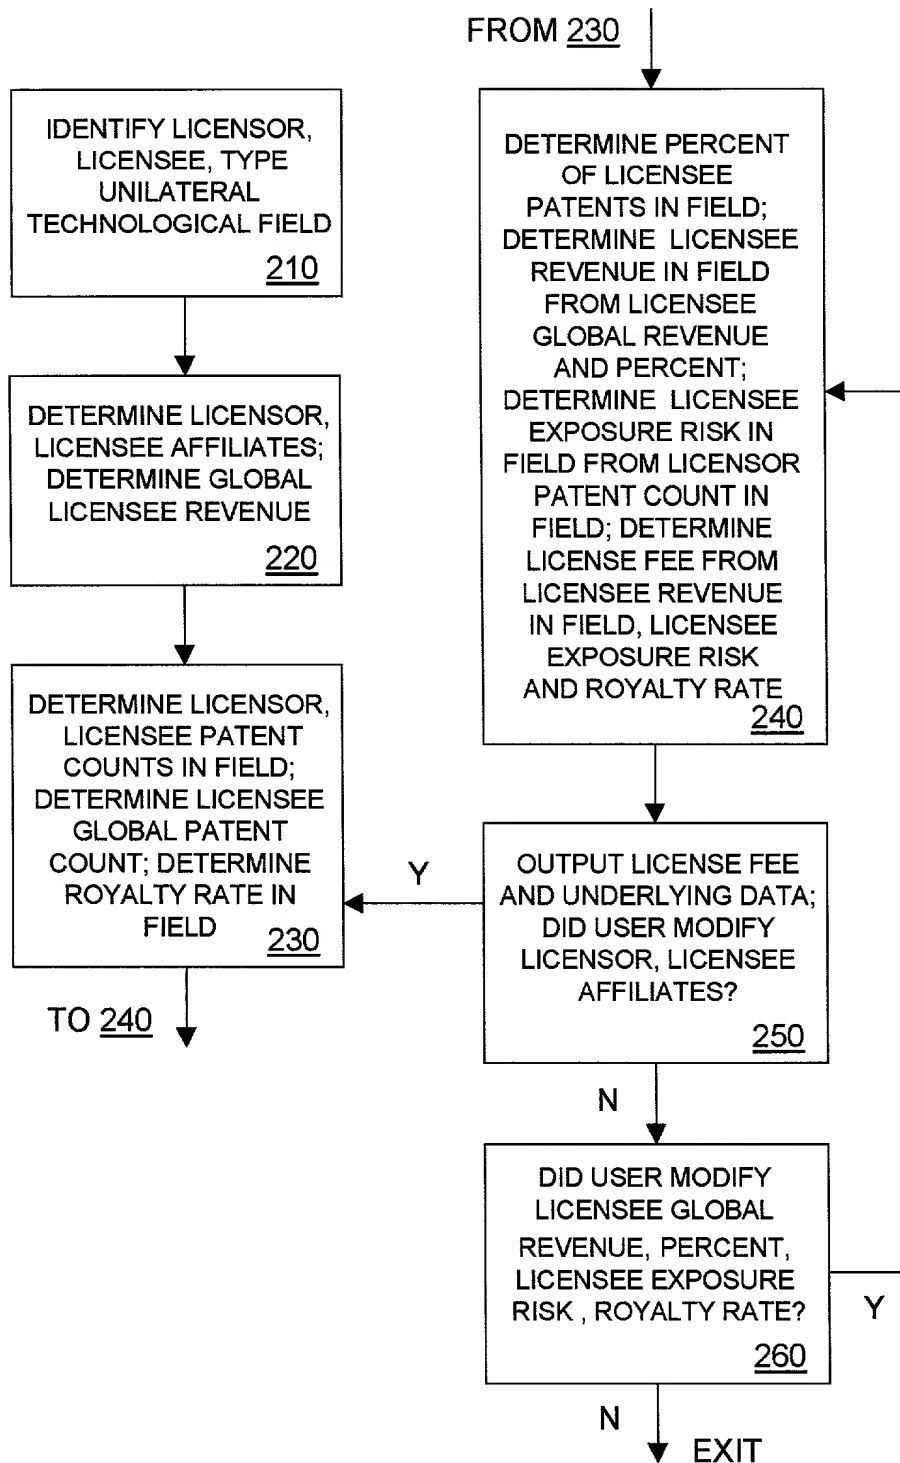 IDENTIFY LICENSOR,
LICENSEE, TYPE
UNILATERAL
TECHNOLOGICAL FIELD
210
DETERMINE LICENSOR,
LICENSEE AFFILIATES;
DETERMINE GLOBAL
LICENSEE REVENUE
220
DETERMINE LICENSOR,
LICENSEE PATENT
COUNTS IN FIELD;
DETERMINE LICENSEE
GLOBAL PATENT
COUNT; DETERMINE
ROYALTY RATE IN
FIELD
230
TO 240
FROM 230
DETERMINE PERCENT
OF LICENSEE
PATENTS IN FIELD;
DETERMINE LICENSEE
REVENUE IN FIELD
FROM LICENSEE
GLOBAL REVENUE
AND PERCENT;
DETERMINE LICENSEE
EXPOSURE RISK IN
FIELD FROM LICENSOR
PATENT COUNT IN
FIELD; DETERMINE
LICENSE FEE FROM
LICENSEE REVENUE
IN FIELD, LICENSEE
EXPOSURE RISK
AND ROYALTY RATE
240
Y
OUTPUT LICENSE FEE
AND UNDERLYING DATA;
DID USER MODIFY
LICENSOR, LICENSEE
AFFILIATES?
250
N
DID USER MODIFY
LICENSEE GLOBAL
REVENUE, PERCENT,
LICENSEE EXPOSURE
RISK , ROYALTY RATE?
260
Y
N
EXIT